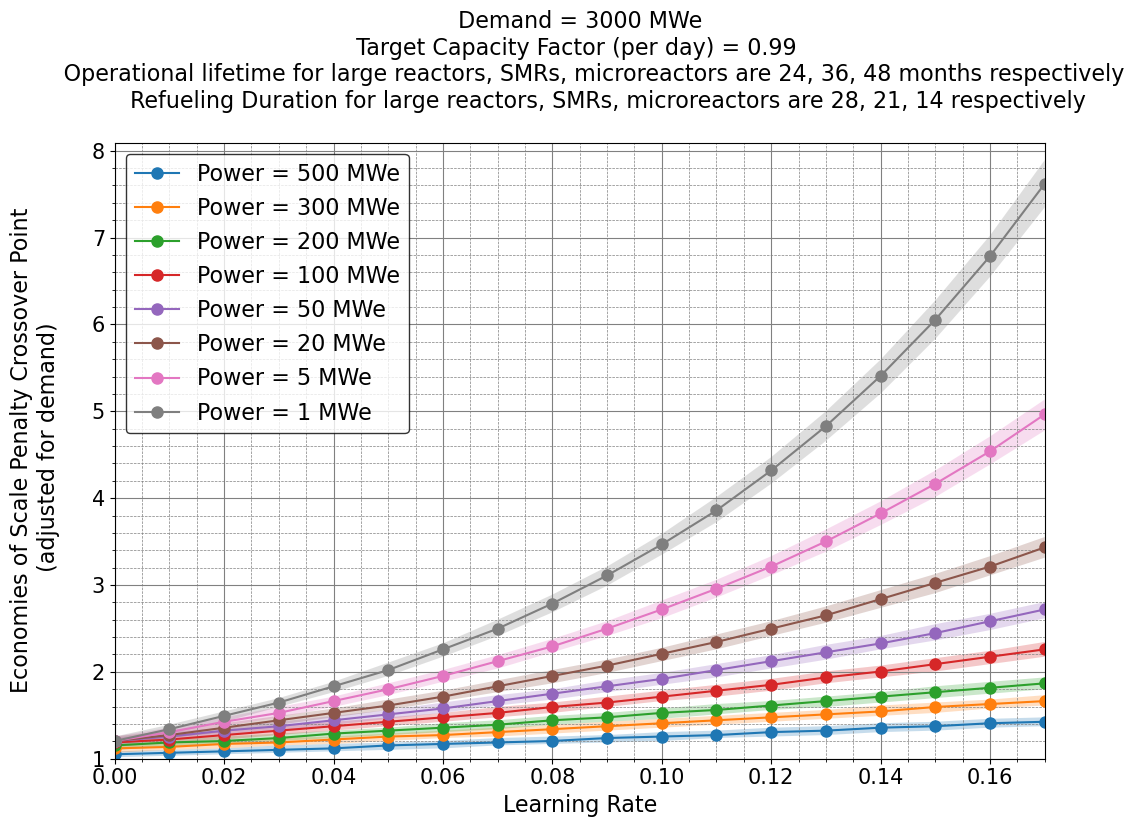 Demand = 3000 MWe
Target Capacity Factor (per day) = 0.99
Operational lifetime for large reactors, SMRs, microreactors are 24, 36, 48 months respectively
Refueling Duration for large reactors, SMRs, microreactors are 28, 21, 14 respectively
8
7
6
5
4
3
2
1
Economies of Scale Penalty Crossover Point
(adjusted for demand)
Power = 500 MWe
Power = 300 MWe
Power = 200 MWe
Power = 100 MWe
Power = 50 MWe
Power = 20 MWe
Power = 5 MWe
Power = 1 MWe
0.00
0.02
0.04
0.06
0.08
0.10
0.12
0.14
0.16
Learning Rate